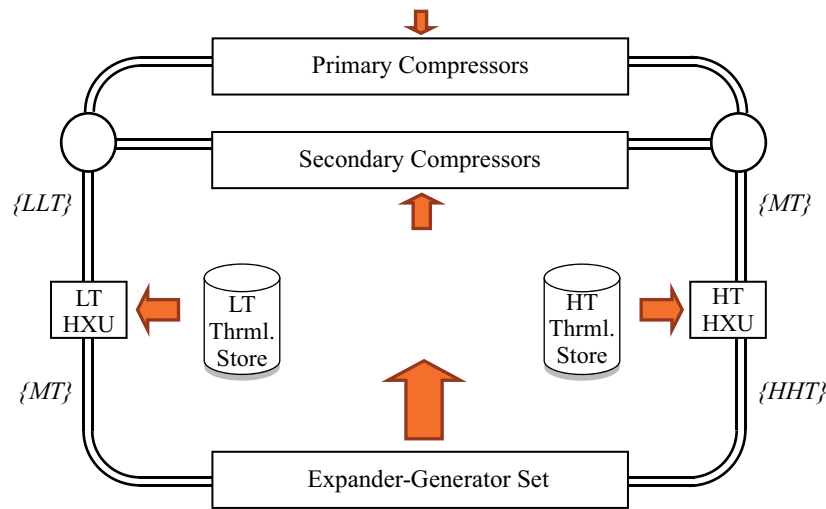 Primary Compressors
Secondary Compressors
{LLT}
{MT}
LT
HXU
LT
Thrml.
Store
HT
Thrml.
Store
HT
HXU
{MT}
{HHT}
Expander-Generator Set